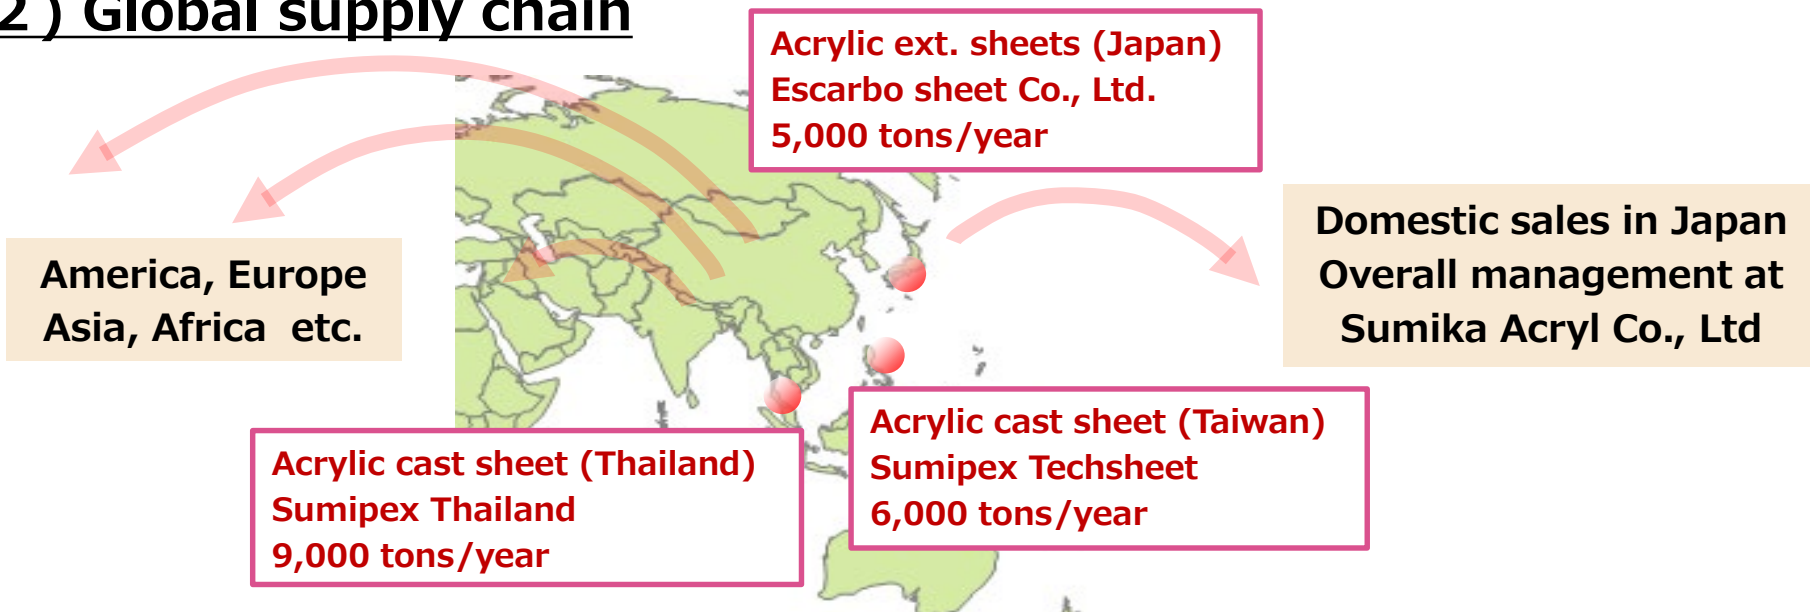 2）Global supply chain
Acrylic ext. sheets (Japan)
Escarbo sheet Co., Ltd.
5,000 tons/year
America, Europe
Asia, Africa etc.
Domestic sales in Japan
Overall management at
Sumika Acryl Co., Ltd
Acrylic cast sheet (Thailand)
Sumipex Thailand
9,000 tons/year
Acrylic cast sheet (Taiwan)
Sumipex Techsheet
6,000 tons/year